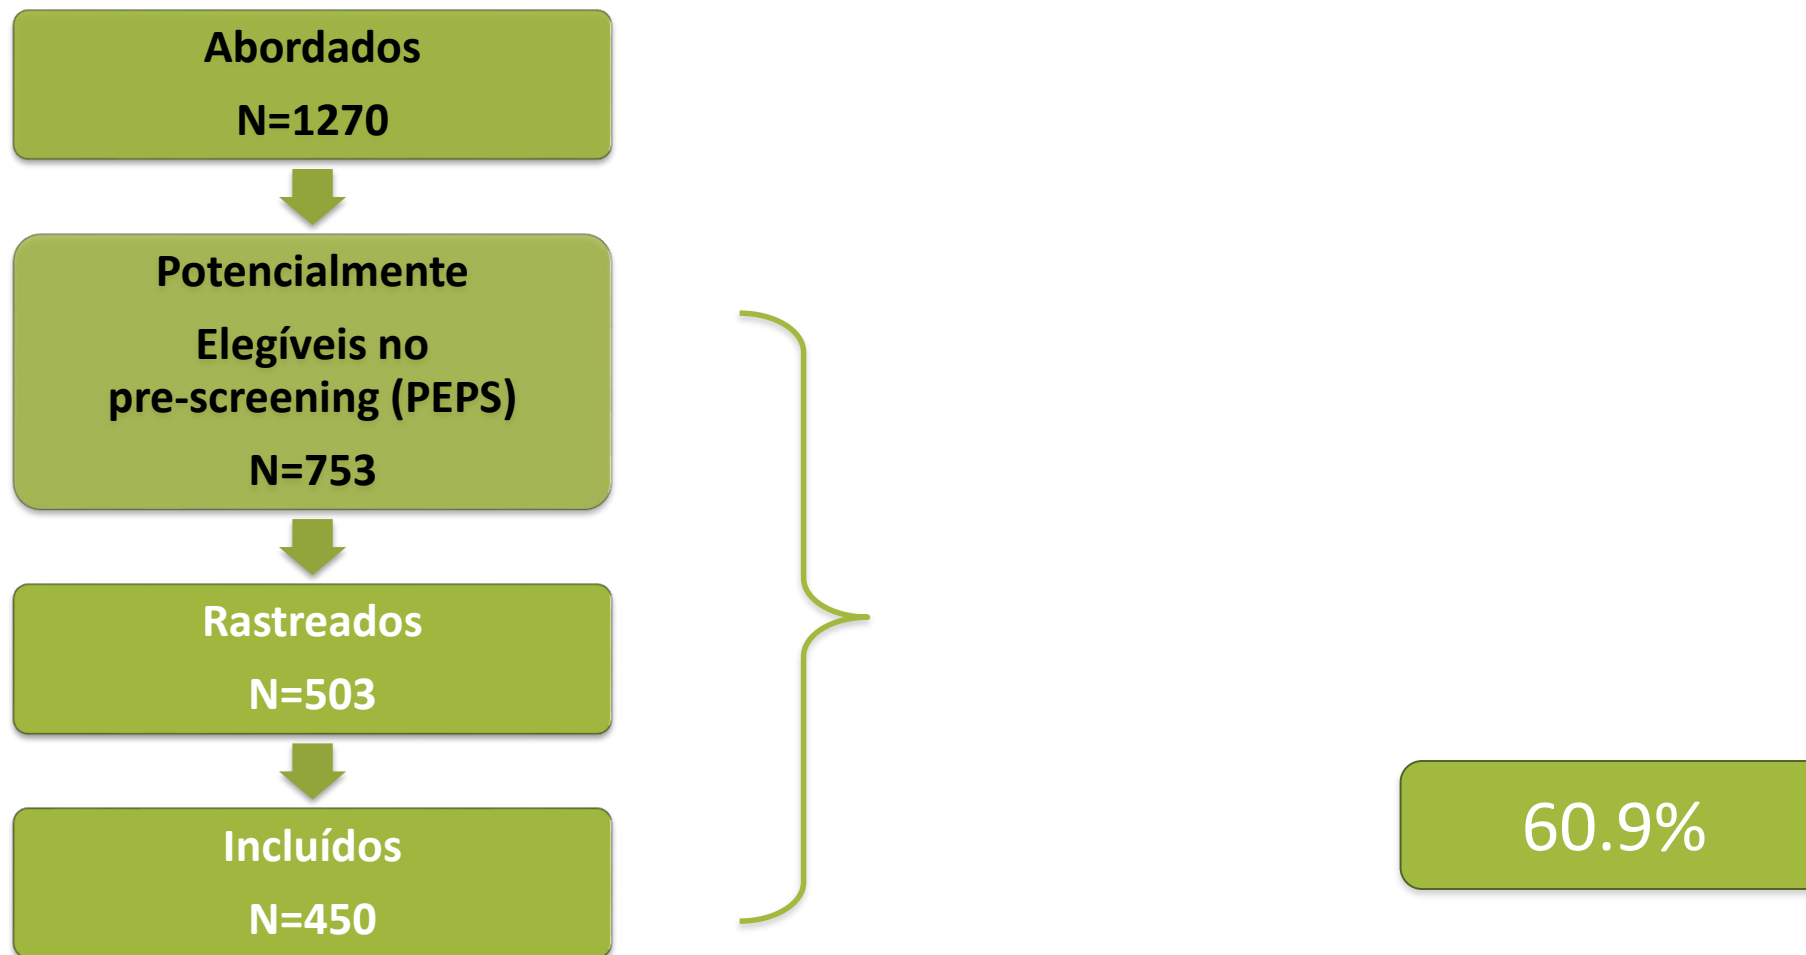 Abordados
N=1270
Potencialmente
Elegíveis no
pre-screening (PEPS)
N=753
Rastreados
N=503
Incluídos
N=450
60.9%